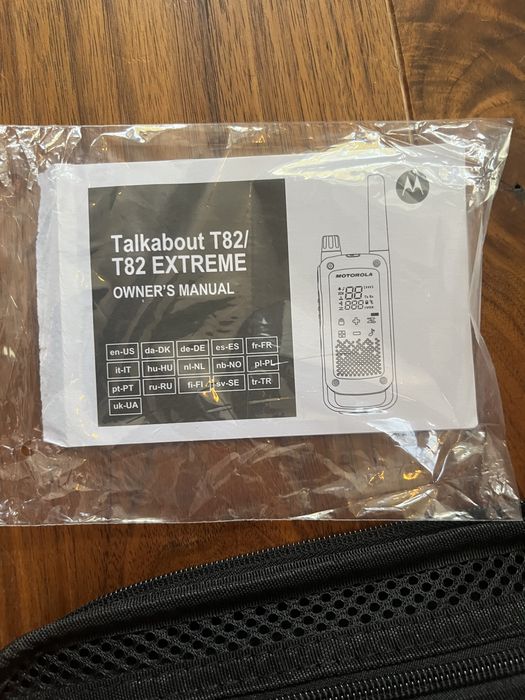 Talkabout T82/
T82 EXTREME
OWNER'S MANUAL
en-US da-DK de-DE es-ES fr-FR
it-IT hu-HU nl-NL nb-NO pl-PL
pt-PT ru-RU fi-FI sv-SE tr-TR
uk-UA
MOTOROLA